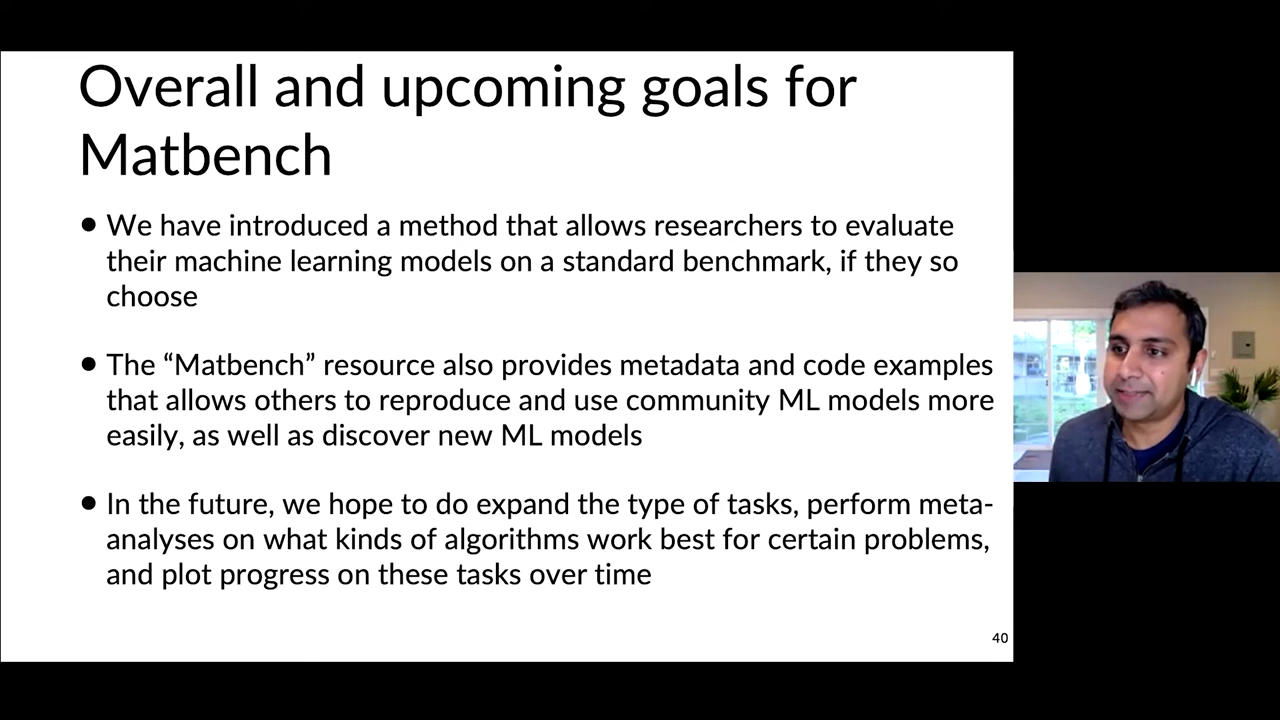 Overall and upcoming goals for
Matbench
● We have introduced a method that allows researchers to evaluate
their machine learning models on a standard benchmark, if they so
choose
● The “Matbench” resource also provides metadata and code examples
that allows others to reproduce and use community ML models more
easily, as well as discover new ML models
● In the future, we hope to do expand the type of tasks, perform meta-
analyses on what kinds of algorithms work best for certain problems,
and plot progress on these tasks over time
40